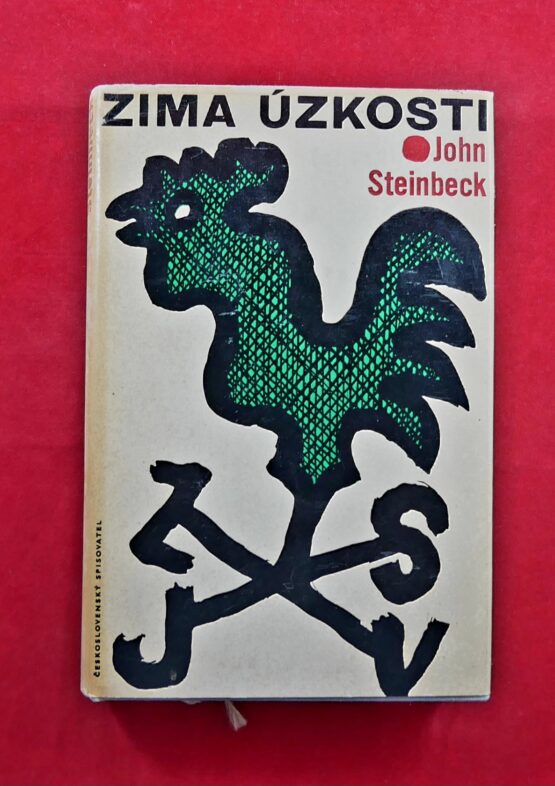 ZIMA ÚZKOSTI
John
Steinbeck
Z
S
J
V
ČESKOSLOVENSKÝ SPISOVATEL